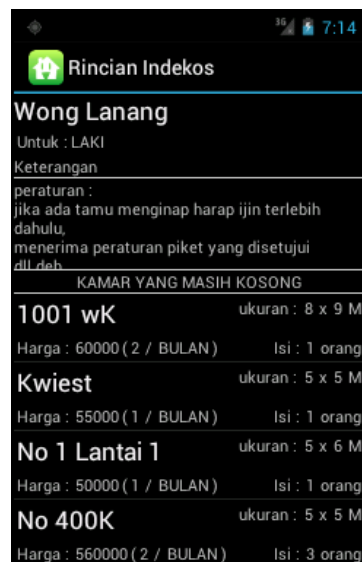 36 7:14
Rincian Indekos
Wong Lanang
Untuk : LAKI
Keterangan
peraturan :
jika ada tamu menginap harap ijin terlebih
dahulu,
menerima peraturan piket yang disetujui
dll deh
KAMAR YANG MASIH KOSONG
1001 wK ukuran : 8 x 9 M
Harga : 60000 ( 2 / BULAN ) Isi : 1 orang
Kwiest ukuran : 5 x 5 M
Harga : 55000 ( 1 / BULAN ) Isi : 1 orang
No 1 Lantai 1 ukuran : 5 x 6 M
Harga : 50000 ( 1 / BULAN ) Isi : 1 orang
No 400K ukuran : 5 x 5 M
Harga : 560000 ( 2 / BULAN ) Isi : 3 orang